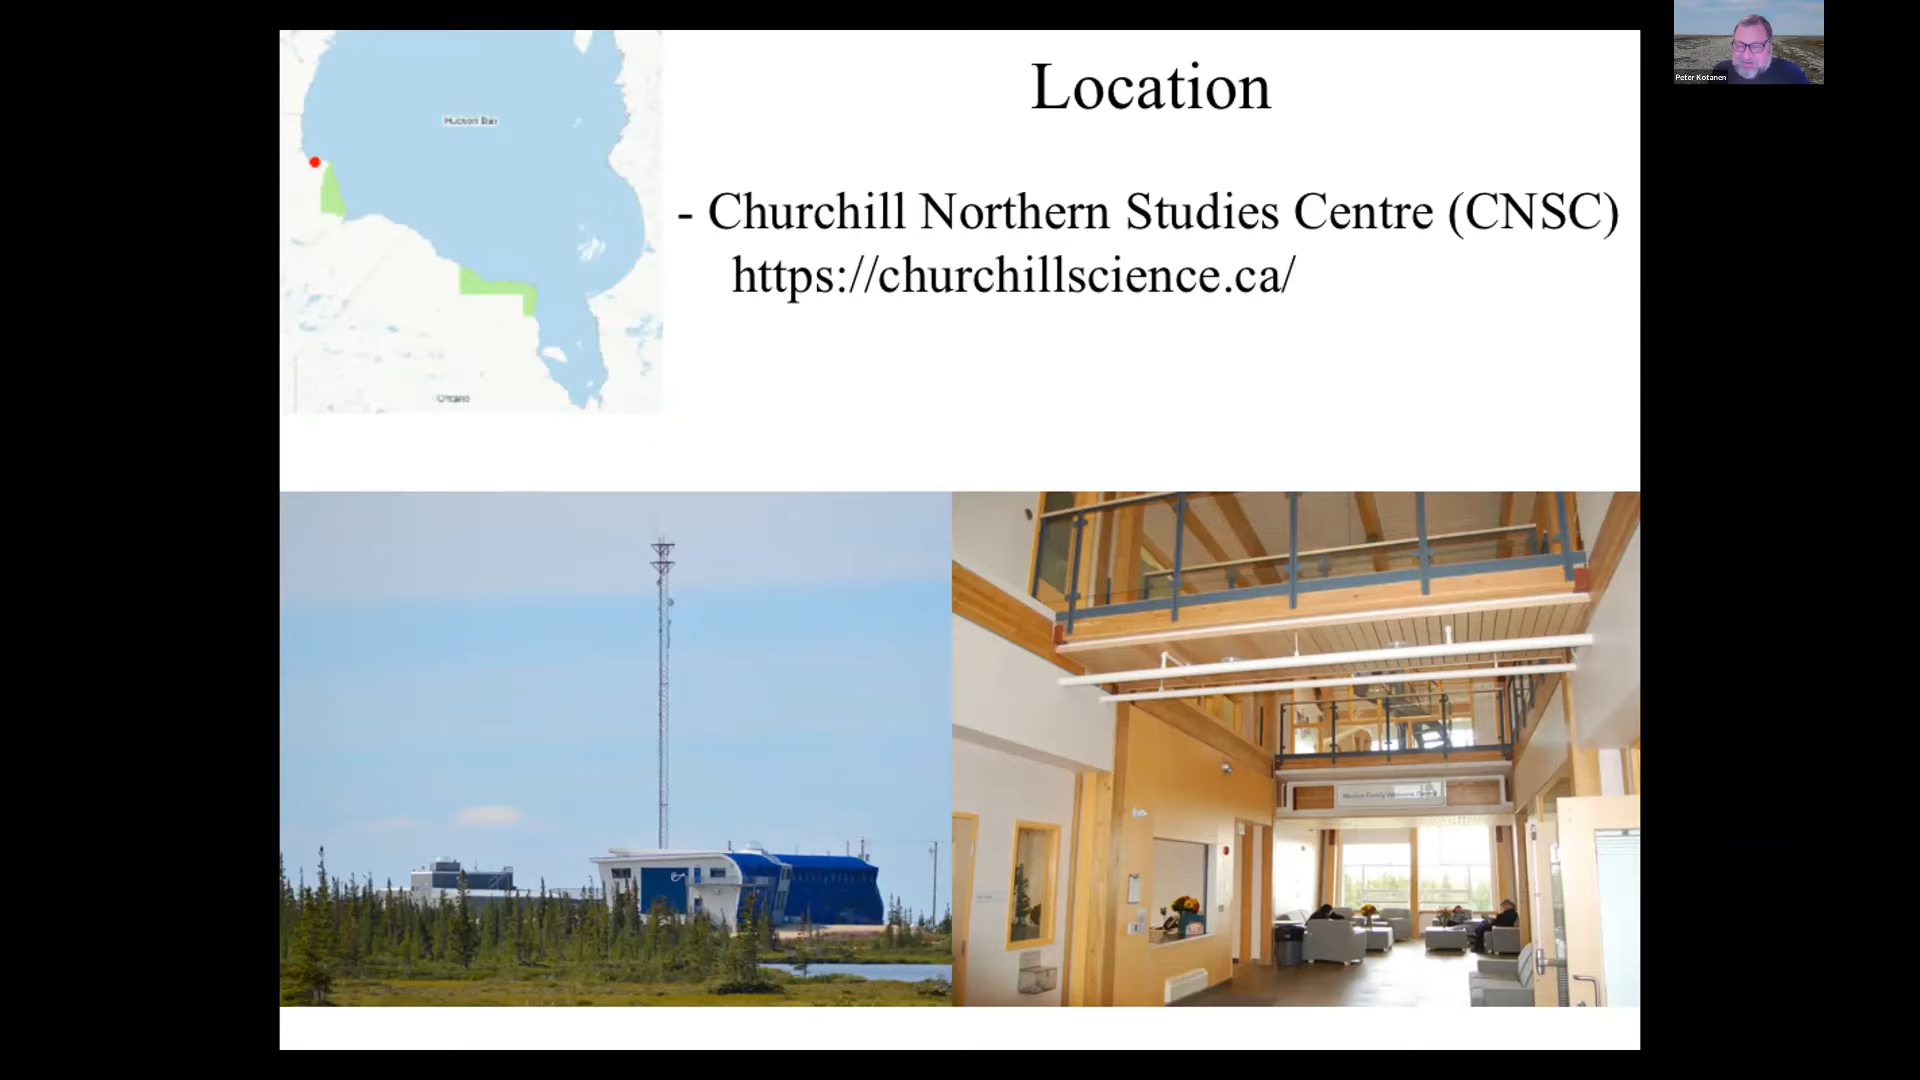 Location
- Churchill Northern Studies Centre (CNSC)
https://churchillscience.ca/
Hudson Bay
Ontario
Peter Kotanen